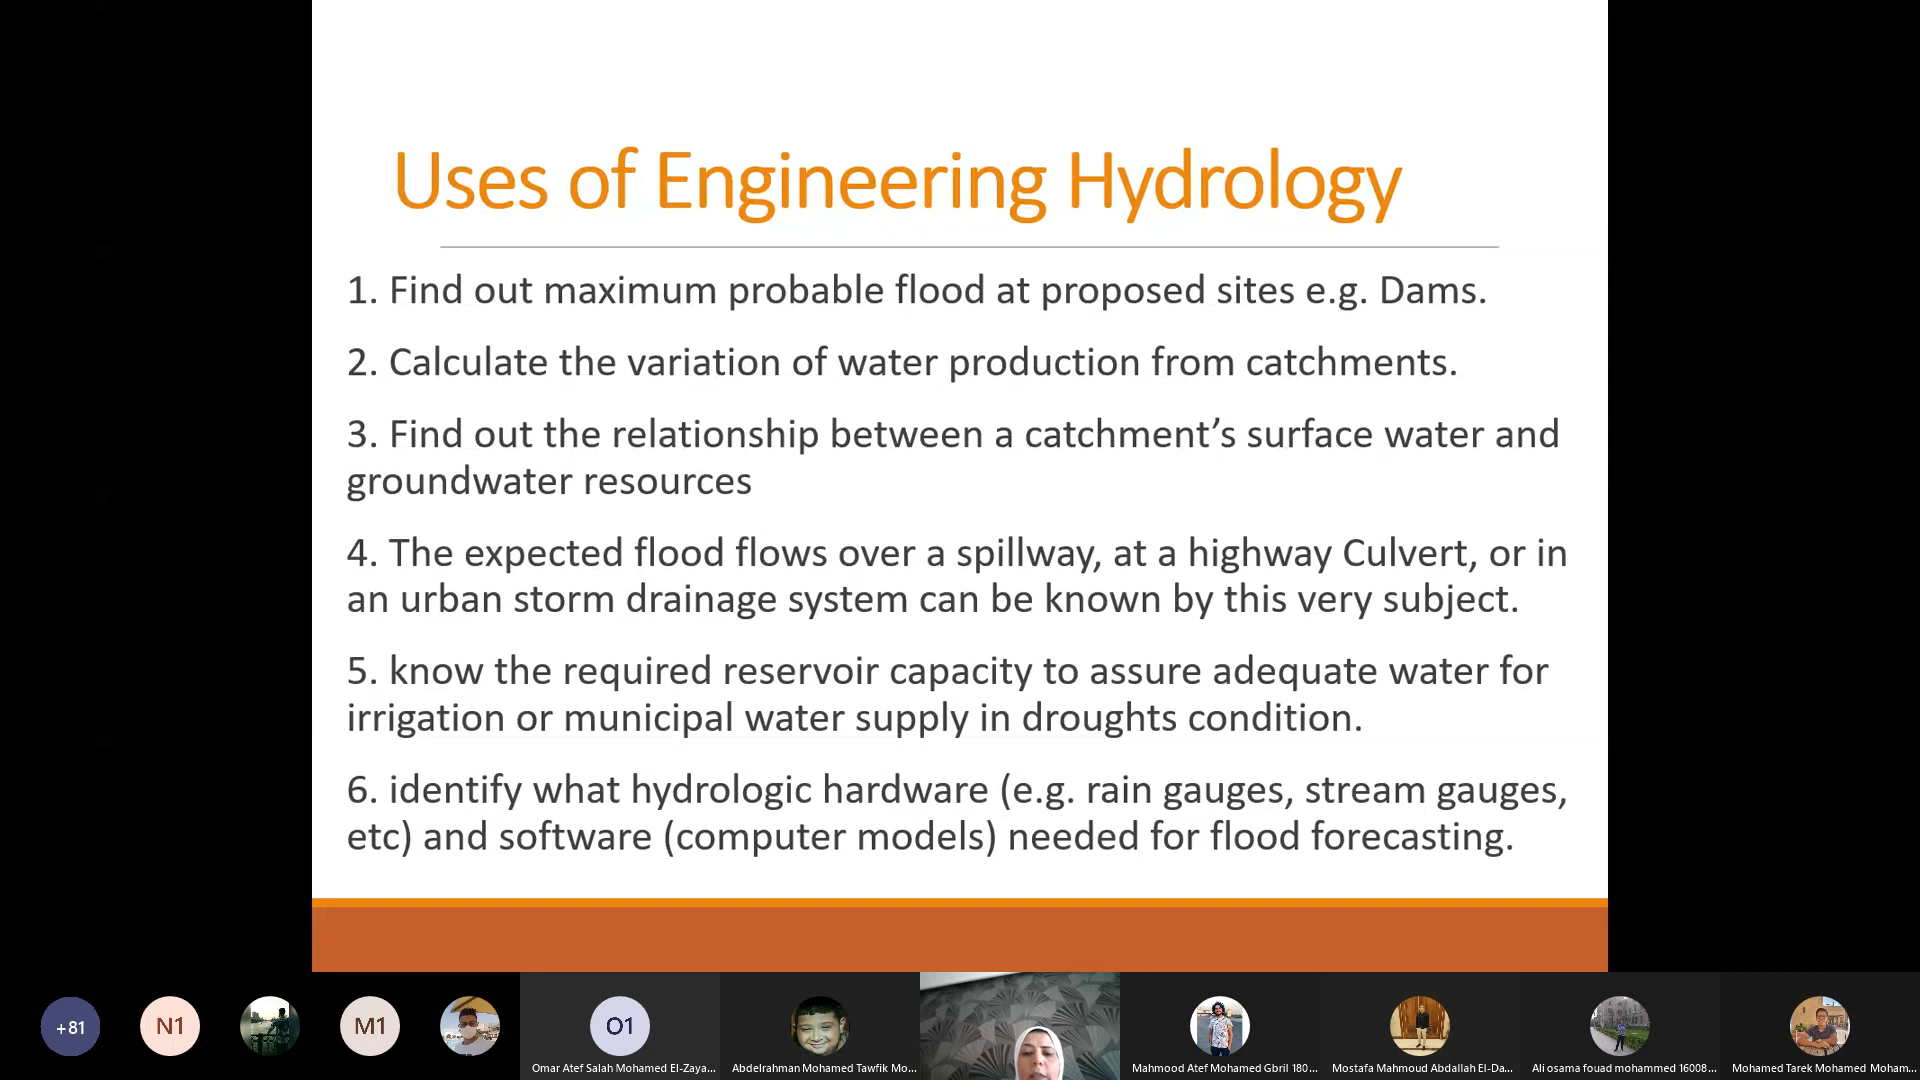 Uses of Engineering Hydrology
1. Find out maximum probable flood at proposed sites e.g. Dams.
2. Calculate the variation of water production from catchments.
3. Find out the relationship between a catchment’s surface water and
groundwater resources
4. The expected flood flows over a spillway, at a highway Culvert, or in
an urban storm drainage system can be known by this very subject.
5. know the required reservoir capacity to assure adequate water for
irrigation or municipal water supply in droughts condition.
6. identify what hydrologic hardware (e.g. rain gauges, stream gauges,
etc) and software (computer models) needed for flood forecasting.
+81
N1
M1
O1
Omar Atef Salah Mohamed El-Zaya...
Abdelrahman Mohamed Tawfik Mo...
Mahmood Atef Mohamed Gbril 180...
Mostafa Mahmoud Abdallah El-Da...
Ali osama fouad mohammed 16008...
Mohamed Tarek Mohamed Moham...